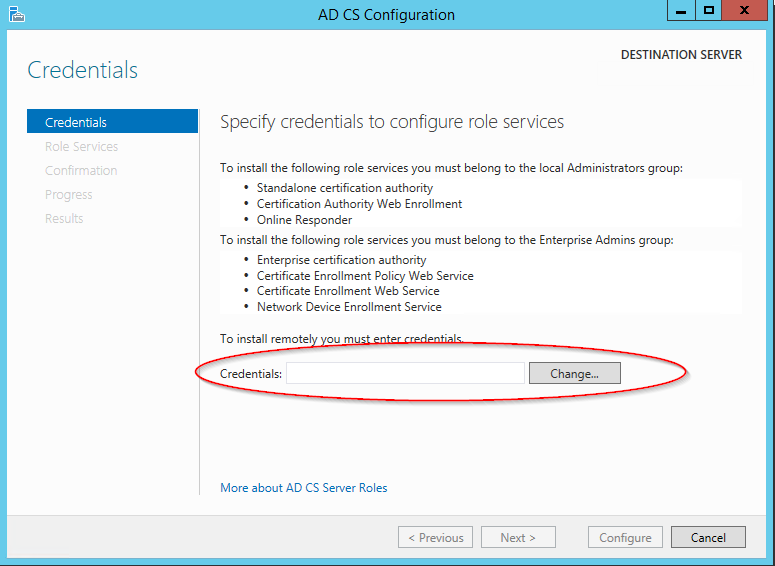 AD CS Configuration
DESTINATION SERVER
Credentials
Credentials
Role Services
Confirmation
Progress
Results
Specify credentials to configure role services
To install the following role services you must belong to the local Administrators group:
• Standalone certification authority
• Certification Authority Web Enrollment
• Online Responder
To install the following role services you must belong to the Enterprise Admins group:
• Enterprise certification authority
• Certificate Enrollment Policy Web Service
• Certificate Enrollment Web Service
• Network Device Enrollment Service
To install remotely you must enter credentials.
Credentials: Change...
More about AD CS Server Roles
< Previous Next > Configure Cancel